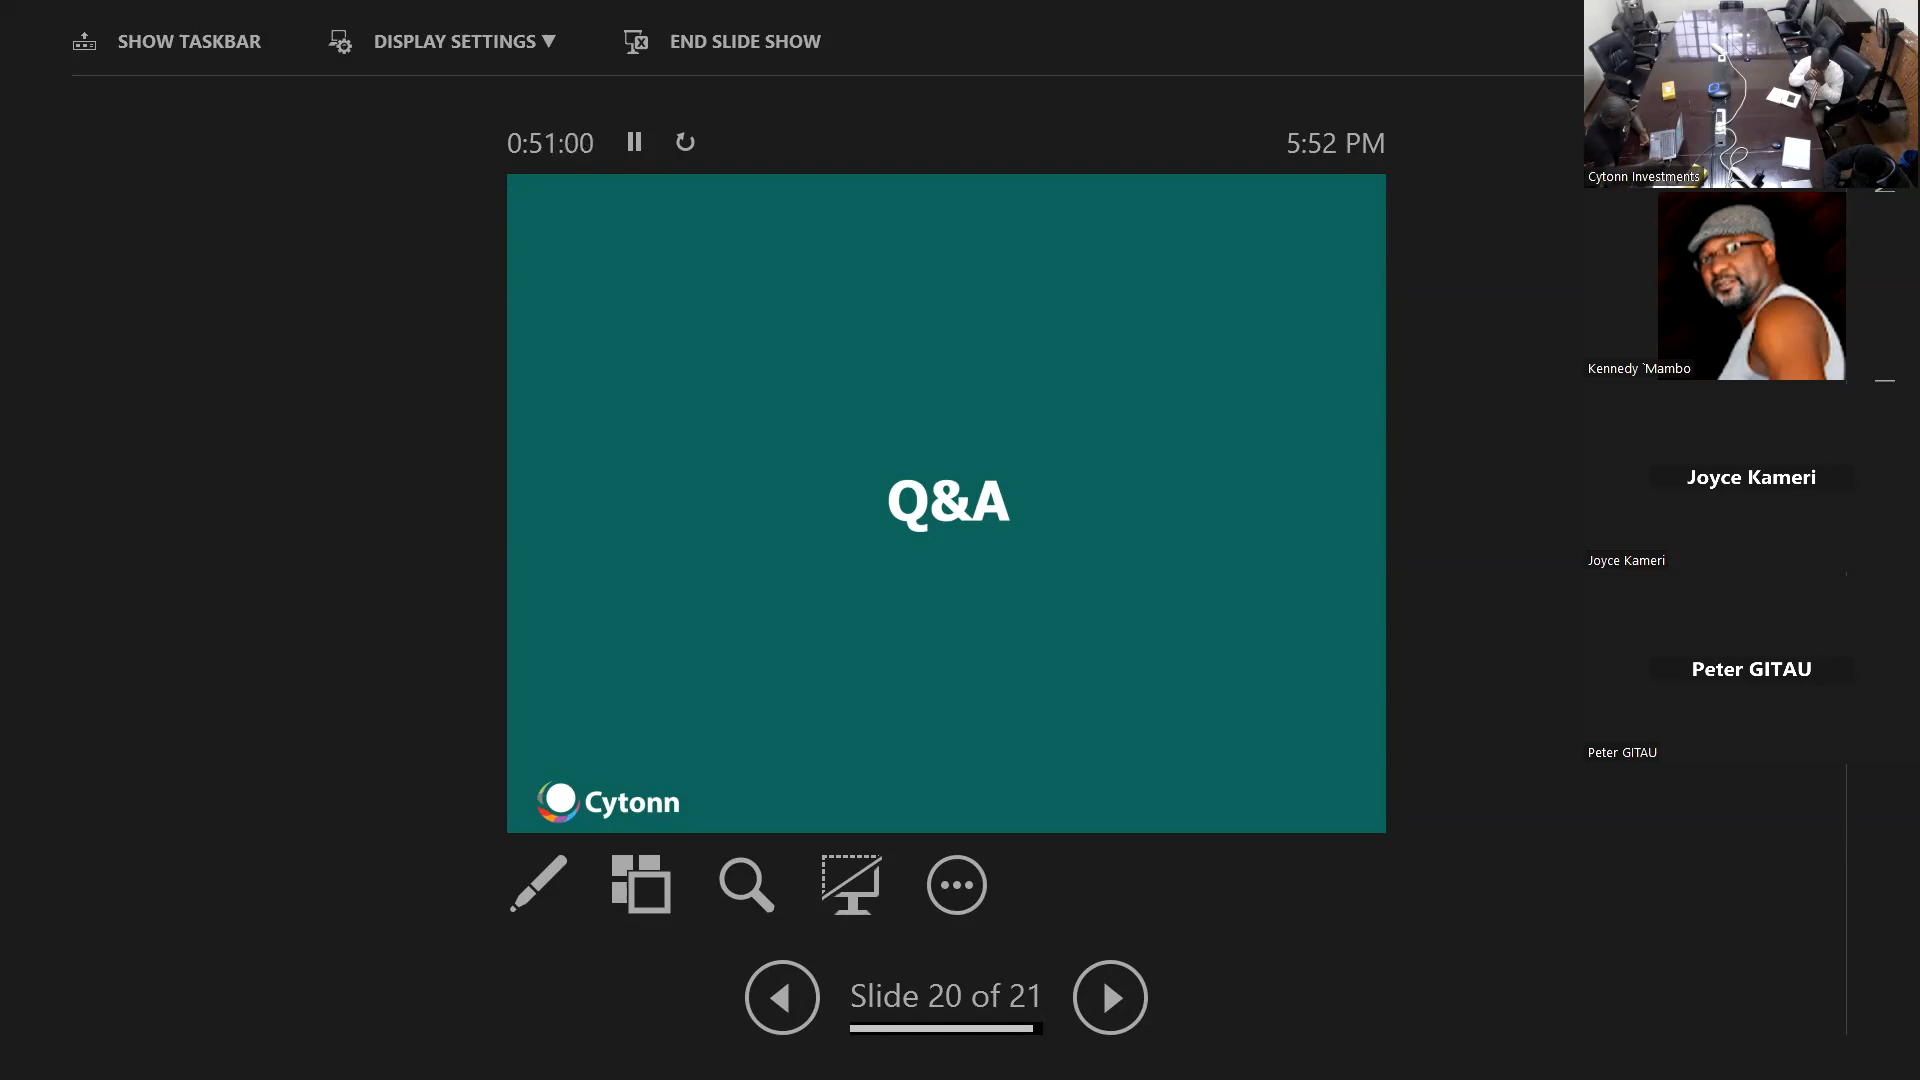 SHOW TASKBAR
DISPLAY SETTINGS ▼
END SLIDE SHOW
0:51:00
5:52 PM
Q&A
Cytonn
Slide 20 of 21
Cytonn Investments
Kennedy `Mambo
Joyce Kameri
Joyce Kameri
Peter GITAU
Peter GITAU